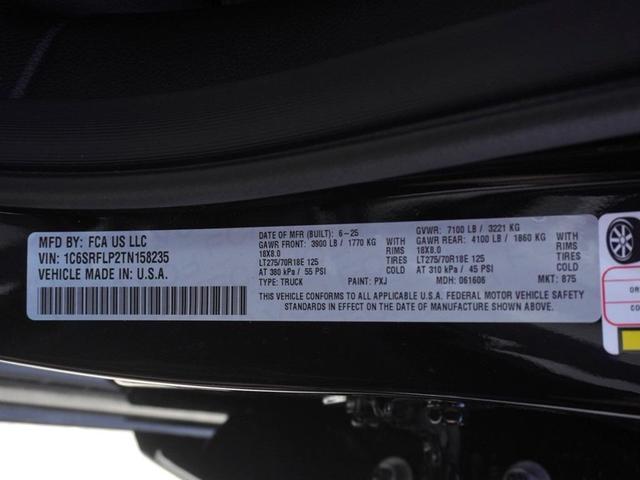 MFD BY: FCA US LLC
VIN: 1C6SRFLP2TN158235
VEHICLE MADE IN U.S.A.
DATE OF MFR (BUILT): 6-25
GAWR FRONT: 3900 LB / 1770 KG WITH
18X8.0 RIMS
LT275/70R18E 125 TIRES
AT 380 kPa / 55 PSI COLD
TYPE: TRUCK PAINT: PXJ
GVWR: 7100 LB / 3221 KG
GAWR REAR: 4100 LB / 1860 KG WITH
18X8.0 RIMS
LT275/70R18E 125 TIRES
AT 310 kPa / 45 PSI COLD
MDH: 061606 MKT: 875
THIS VEHICLE CONFORMS TO ALL APPLICABLE U.S.A. FEDERAL MOTOR VEHICLE SAFETY
STANDARDS IN EFFECT ON THE DATE OF MANUFACTURE SHOWN ABOVE.